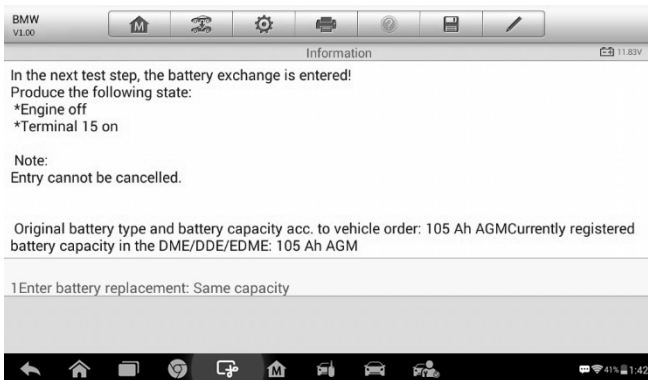 BMW
V1.00
Information
11.83V
In the next test step, the battery exchange is entered!
Produce the following state:
*Engine off
*Terminal 15 on
Note:
Entry cannot be cancelled.
Original battery type and battery capacity acc. to vehicle order: 105 Ah AGMCurrently registered
battery capacity in the DME/DDE/EDME: 105 Ah AGM
1Enter battery replacement: Same capacity
41% 1:42